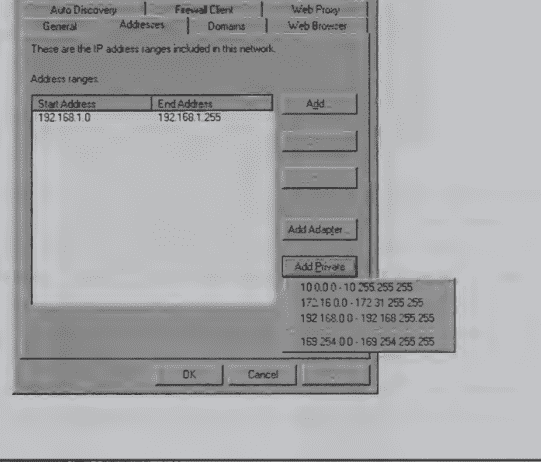 Auto Discovery Firewall Client Web Proxy
General Addresses Domains Web Browser
These are the IP address ranges included in this network.
Address ranges
Start Address End Address
192.168.1.0 192.168.1.255
Add...
Add Adapter...
Add Private
10.0.0.0 - 10.255.255.255
172.16.0.0 - 172.31.255.255
192.168.0.0 - 192.168.255.255
169.254.0.0 - 169.254.255.255
OK Cancel